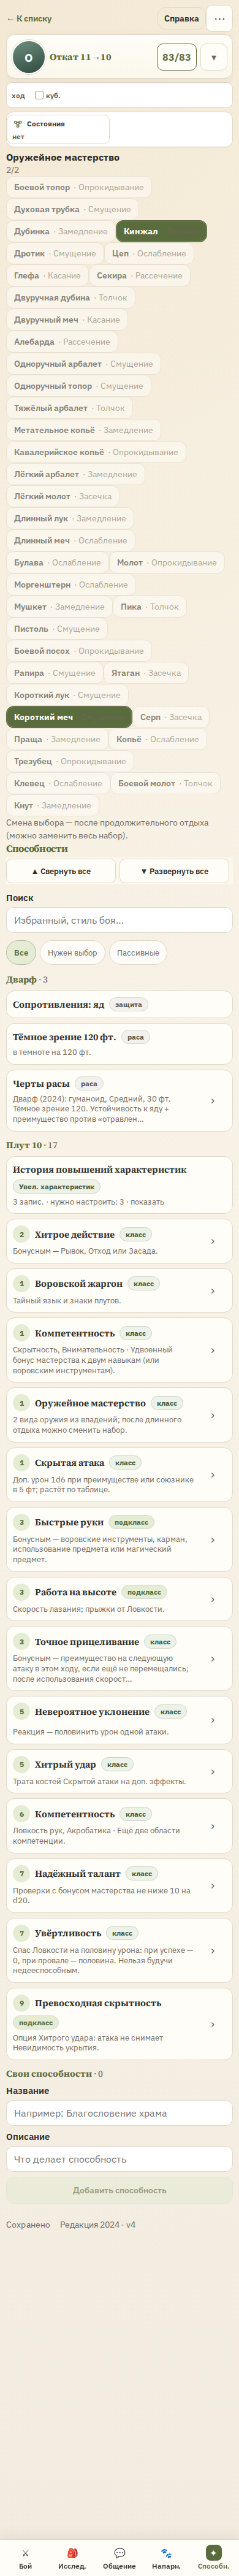 ← К списку
Справка
О
Откат 11→10
83/83
ход
куб.
Состояния
нет
Оружейное мастерство
2/2
Боевой топор · Опрокидывание
Духовая трубка · Смущение
Дубинка · Замедление
Кинжал
Дротик · Смущение
Цеп · Ослабление
Глефа · Касание
Секира · Рассечение
Двуручная дубина · Толчок
Двуручный меч · Касание
Алебарда · Рассечение
Одноручный арбалет · Смущение
Одноручный топор · Смущение
Тяжёлый арбалет · Толчок
Метательное копьё · Замедление
Кавалерийское копьё · Опрокидывание
Лёгкий арбалет · Замедление
Лёгкий молот · Засечка
Длинный лук · Замедление
Длинный меч · Ослабление
Булава · Ослабление
Молот · Опрокидывание
Моргенштерн · Ослабление
Мушкет · Замедление
Пика · Толчок
Пистоль · Смущение
Боевой посох · Опрокидывание
Рапира · Смущение
Ятаган · Засечка
Короткий лук · Смущение
Короткий меч
Серп · Засечка
Праща · Замедление
Копьё · Ослабление
Трезубец · Опрокидывание
Клевец · Ослабление
Боевой молот · Толчок
Кнут · Замедление
Смена выбора — после продолжительного отдыха
(можно заменить весь набор).
Способности
▲ Свернуть все
▼ Развернуть все
Поиск
Избранный, стиль боя…
Все
Нужен выбор
Пассивные
Дварф · 3
Сопротивления: яд защита
Тёмное зрение 120 фт. раса
в темноте на 120 fт.
Черты расы раса
Дварф (2024): гуманоид, Средний, 30 фт.
Тёмное зрение 120. Устойчивость к яду +
преимущество против «отравлен…
Плут 10 · 17
История повышений характеристик
Увел. характеристик
3 запис. · нужно настроить: 3 · показать
2 Хитрое действие класс
Бонусным — Рывок, Отход или Засада.
1 Воровской жаргон класс
Тайный язык и знаки плутов.
1 Компетентность класс
Скрытность, Внимательность · Удвоенный
бонус мастерства к двум навыкам (или
воровским инструментам).
1 Оружейное мастерство класс
2 вида оружия из владений; после длинного
отдыха можно сменить набор.
1 Скрытая атака класс
Доп. урон 1d6 при преимуществе или союзнике
в 5 фт; растёт по таблице.
3 Быстрые руки подкласс
Бонусным — воровские инструменты, карман,
использование предмета или магический
предмет.
3 Работа на высоте подкласс
Скорость лазания; прыжки от Ловкости.
3 Точное прицеливание класс
Бонусным — преимущество на следующую
атаку в этом ходу, если ещё не перемещались;
после использования скорост…
5 Невероятное уклонение класс
Реакция — половинить урон одной атаки.
5 Хитрый удар класс
Трата костей Скрытой атаки на доп. эффекты.
6 Компетентность класс
Ловкость рук, Акробатика · Ещё две области
компетенции.
7 Надёжный талант класс
Проверки с бонусом мастерства не ниже 10 на
d20.
7 Увёртливость класс
Спас Ловкости на половину урона: при успехе —
0, при провале — половина. Нельзя будучи
недееспособным.
9 Превосходная скрытность
подкласс
Опция Хитрого удара: атака не снимает
Невидимость укрытия.
Свои способности · 0
Название
Например: Благословение храма
Описание
Что делает способность
Добавить способность
Сохранено Редакция 2024 · v4
Бой
Исслед.
Общение
Напарн.
Способн.